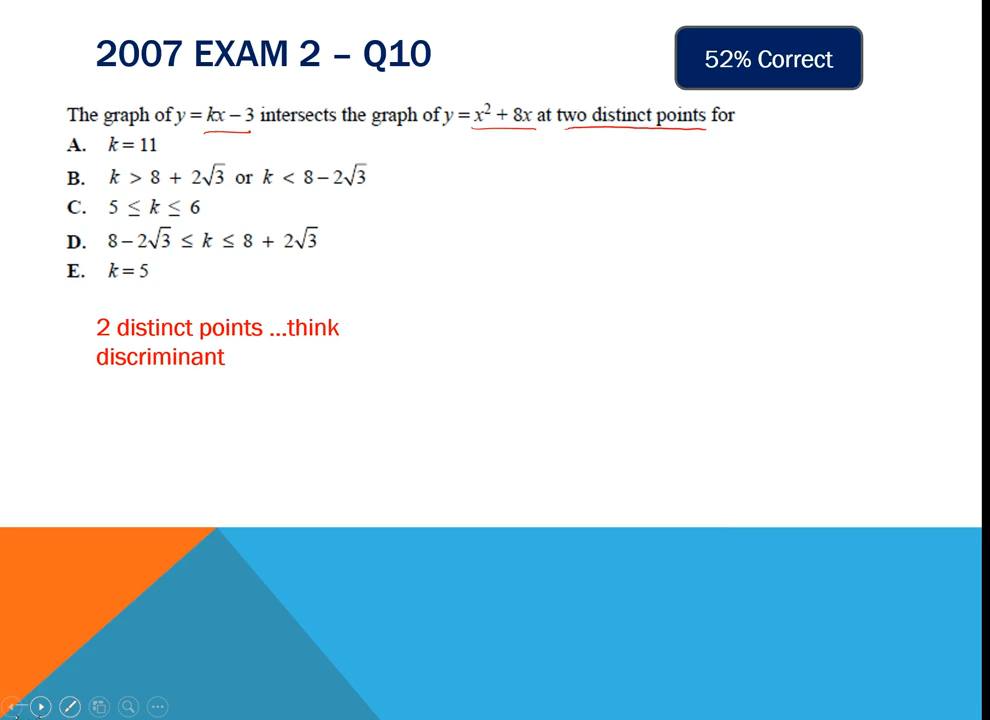 2007 EXAM 2 – Q10
52% Correct
The graph of y = kx – 3 intersects the graph of y = x² + 8x at two distinct points for
A. k = 11
B. k > 8 + 2√3 or k < 8 – 2√3
C. 5 ≤ k ≤ 6
D. 8 – 2√3 ≤ k ≤ 8 + 2√3
E. k = 5
2 distinct points ...think
discriminant